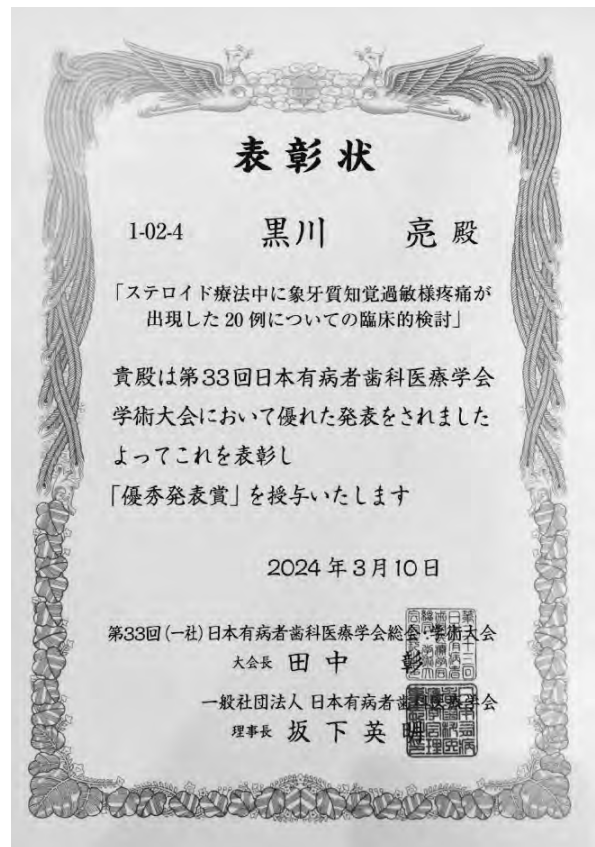 表彰状
1-02-4 黒川 亮 殿
「ステロイド療法中に象牙質知覚過敏様疼痛が
出現した 20 例についての臨床的検討」
貴殿は第33回日本有病者歯科医療学会
学術大会において優れた発表をされました
よってこれを表彰し
「優秀発表賞」を授与いたします
2024 年 3 月 10 日
第33回 (一社) 日本有病者歯科医療学会総会・学術大会
大会長 田中 彰
一般社団法人 日本有病者歯科医療学会
理事長 坂下英明